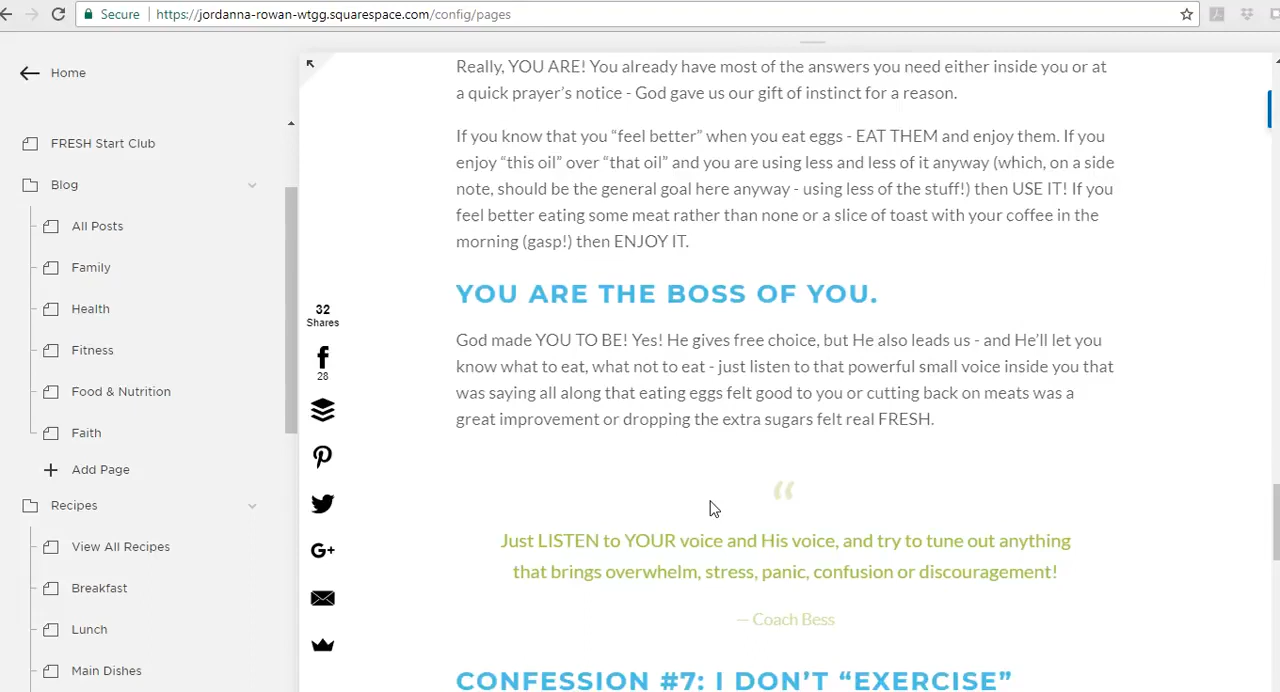 Secure
https://jordanna-rowan-wtgg.squarespace.com/config/pages
Home
FRESH Start Club
Blog
All Posts
Family
Health
Fitness
Food & Nutrition
Faith
Add Page
Recipes
View All Recipes
Breakfast
Lunch
Main Dishes
32
Shares
28
G+
Really, YOU ARE! You already have most of the answers you need either inside you or at
a quick prayer’s notice - God gave us our gift of instinct for a reason.
If you know that you “feel better” when you eat eggs - EAT THEM and enjoy them. If you
enjoy “this oil” over “that oil” and you are using less and less of it anyway (which, on a side
note, should be the general goal here anyway - using less of the stuff!) then USE IT! If you
feel better eating some meat rather than none or a slice of toast with your coffee in the
morning (gasp!) then ENJOY IT.
YOU ARE THE BOSS OF YOU.
God made YOU TO BE! Yes! He gives free choice, but He also leads us - and He’ll let you
know what to eat, what not to eat - just listen to that powerful small voice inside you that
was saying all along that eating eggs felt good to you or cutting back on meats was a
great improvement or dropping the extra sugars felt real FRESH.
“
Just LISTEN to YOUR voice and His voice, and try to tune out anything
that brings overwhelm, stress, panic, confusion or discouragement!
— Coach Bess
CONFESSION #7: I DON’T “EXERCISE”